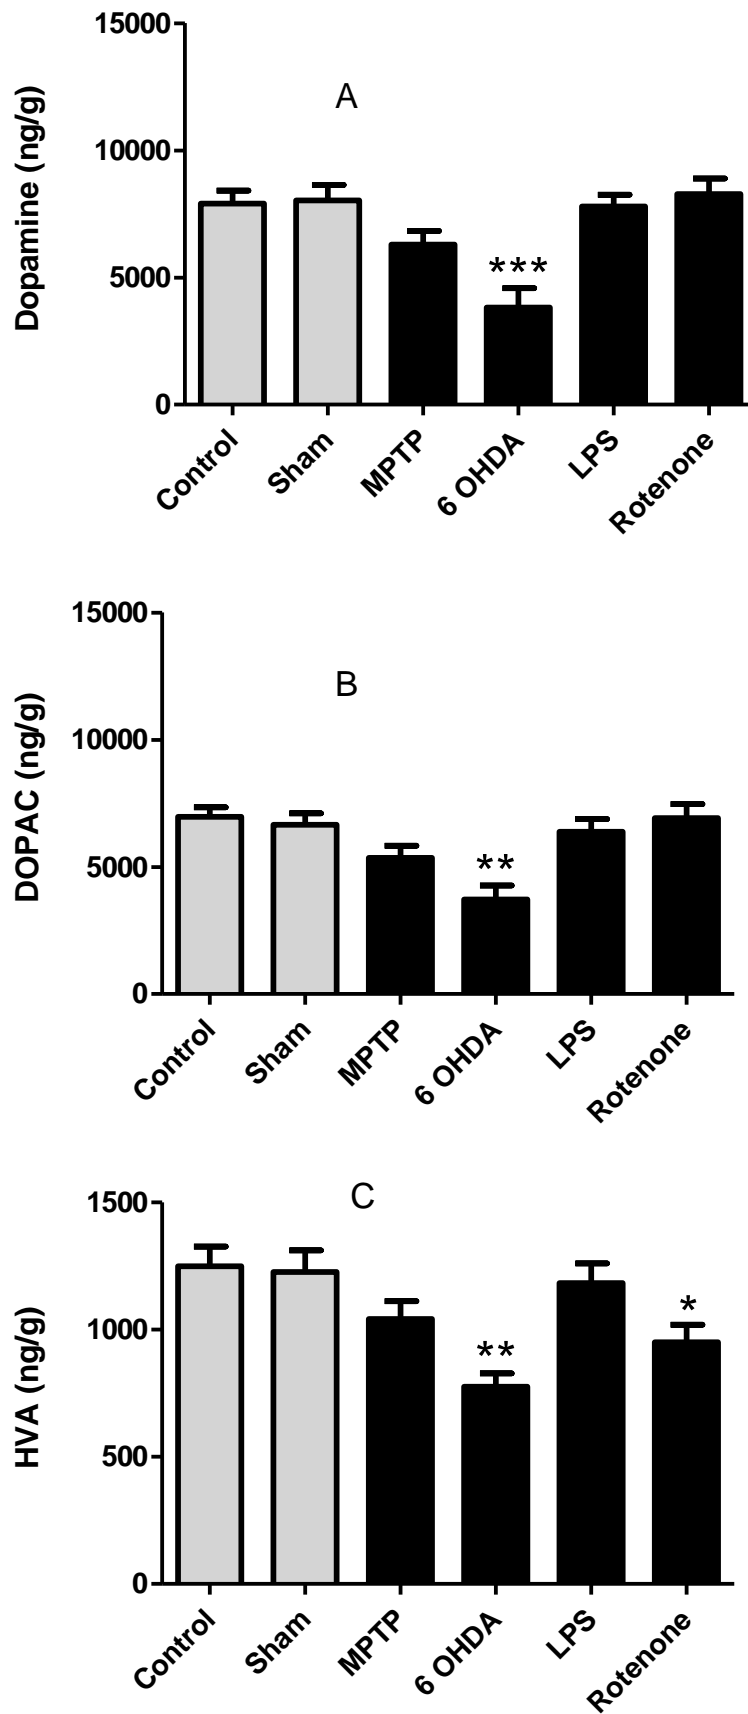 15000
A
Dopamine (ng/g)
10000
***
5000
0
Control
Sham
MPTP
6 OHDA
LPS
Rotenone
15000
B
DOPAC (ng/g)
10000
**
5000
0
Control
Sham
MPTP
6 OHDA
LPS
Rotenone
C
1500
HVA (ng/g)
*
1000
**
500
0
Control
Sham
MPTP
6 OHDA
LPS
Rotenone